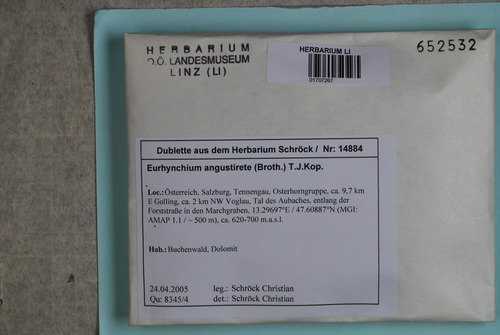 HERBARIUM
O.Ö. LANDESMUSEUM
LINZ (LI)
HERBARIUM LI
01707267
652532
Dublette aus dem Herbarium Schröck / Nr: 14884
Eurhynchium angustirete (Broth.) T.J.Kop.
Loc.:Österreich, Salzburg, Tennengau, Osterhorngruppe, ca. 9,7 km
E Golling, ca. 2 km NW Voglau, Tal des Aubaches, entlang der
Forststraße in den Marchgraben, 13.29697°E / 47.60887°N (MGI:
AMAP 1.1 / ~ 500 m), ca. 620-700 m.a.s.l.
Hab.: Buchenwald, Dolomit
24.04.2005 leg.: Schröck Christian
Qu: 8345/4 det.: Schröck Christian